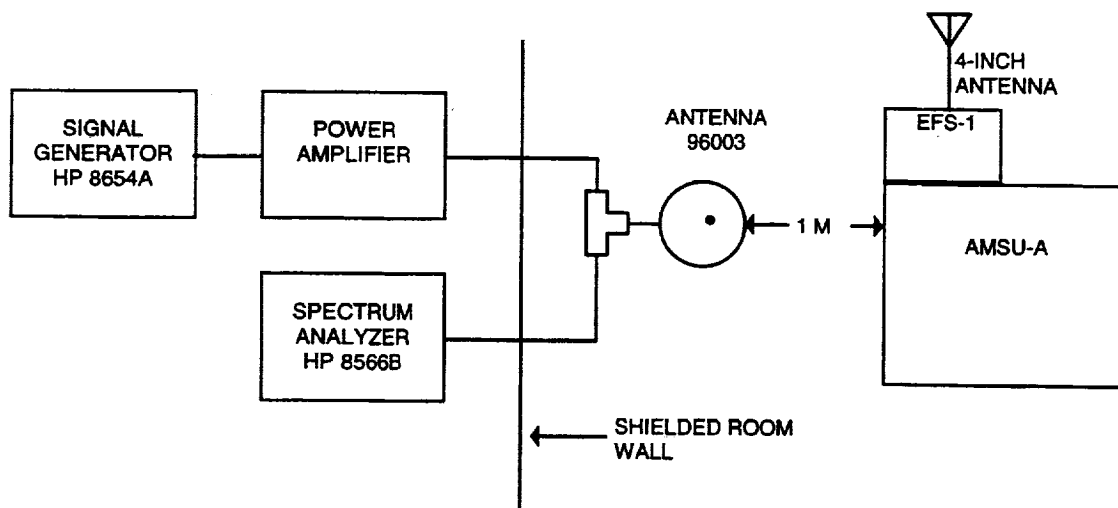 SIGNAL
GENERATOR
HP 8654A
POWER
AMPLIFIER
SPECTRUM
ANALYZER
HP 8566B
SHIELDED ROOM
WALL
ANTENNA
96003
1 M
4-INCH
ANTENNA
EFS-1
AMSU-A